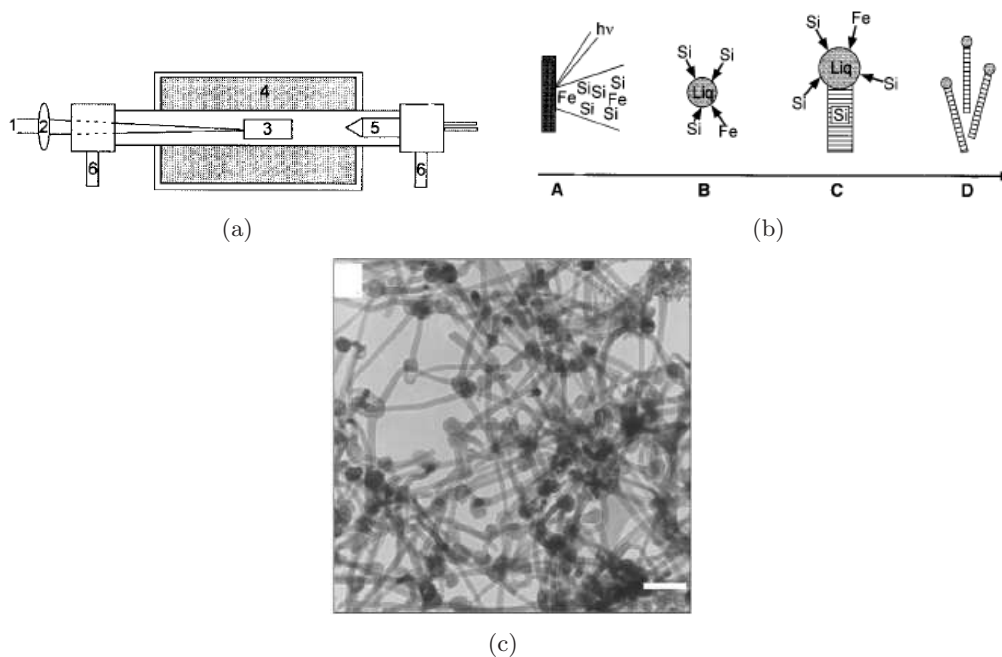 1 2 3 4 5
6 6
(a)
hν
Si
Fe Si Si Si
Si Fe
Si
Si Si
Liq
Si Fe
Si Fe
Liq
Si Si
Si
A B C D
(b)
(c)